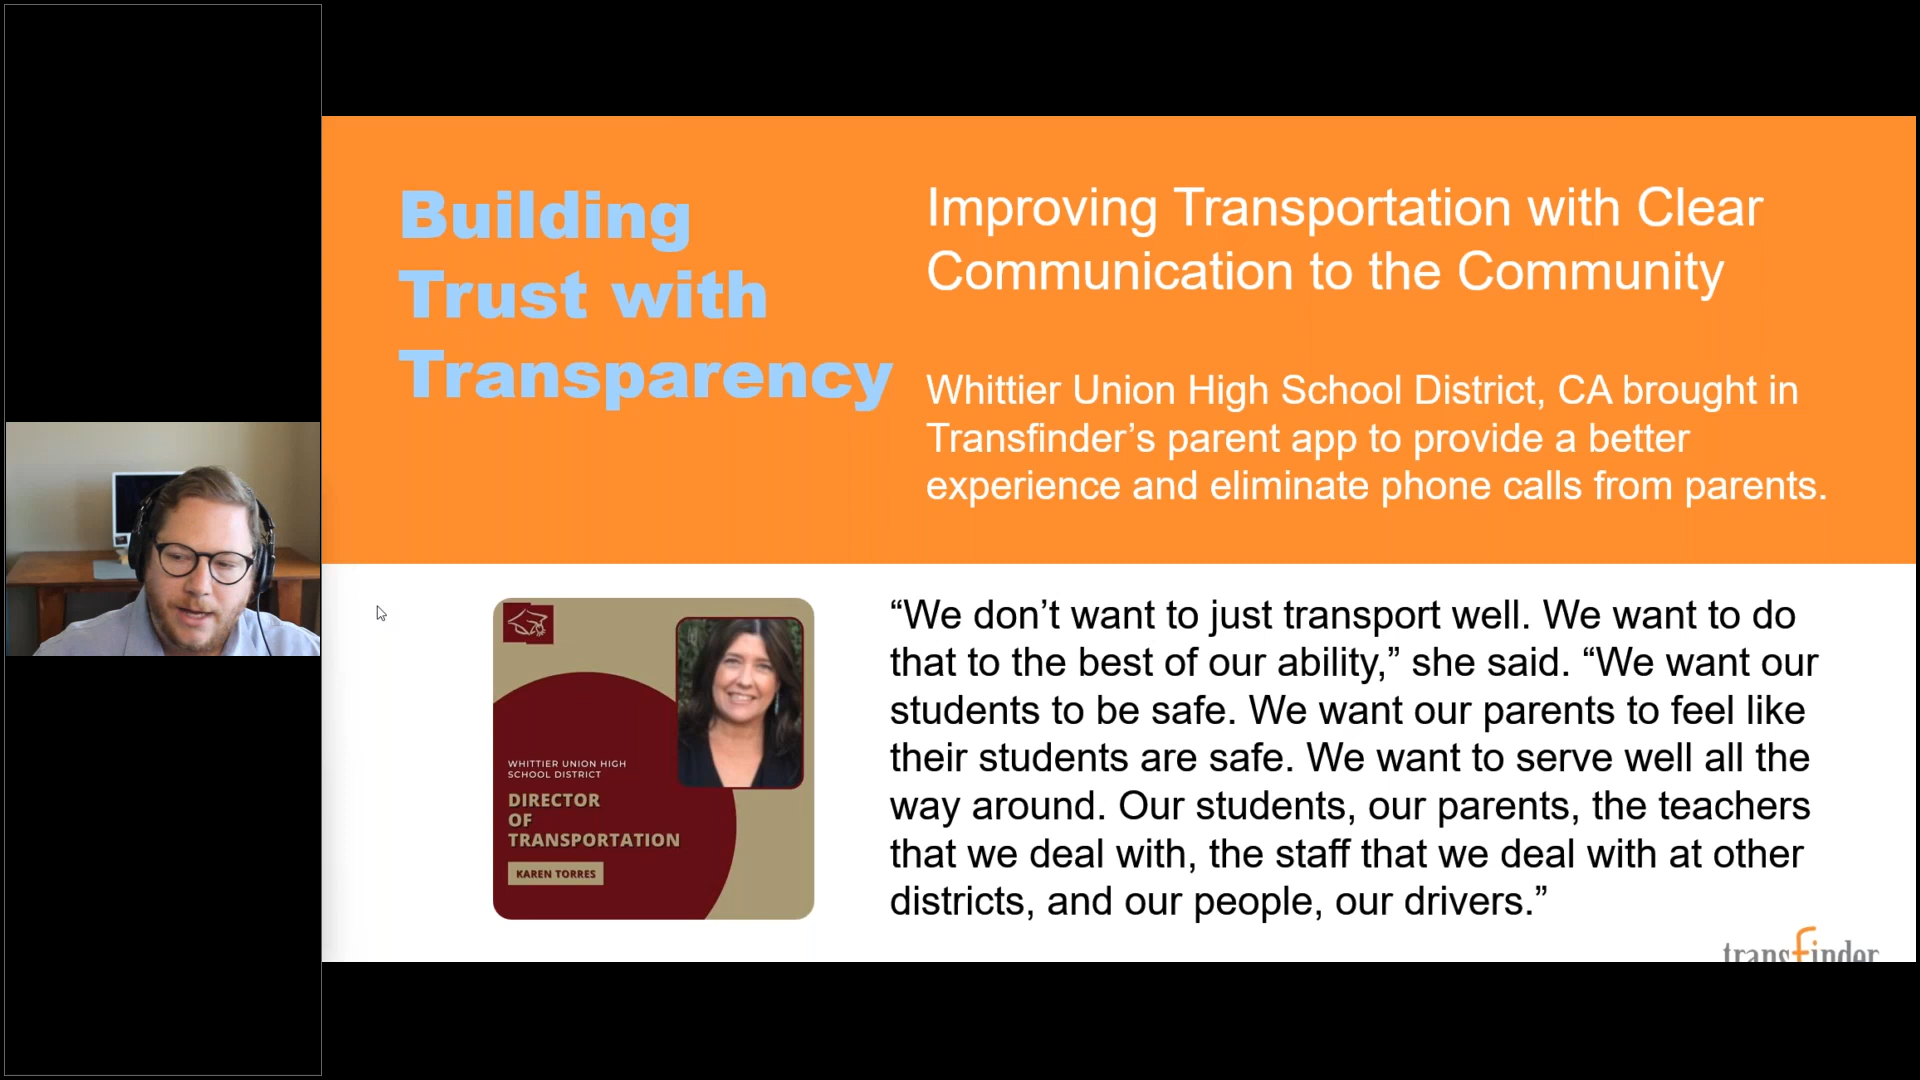 Building
Trust with
Transparency
Improving Transportation with Clear
Communication to the Community
Whittier Union High School District, CA brought in
Transfinder’s parent app to provide a better
experience and eliminate phone calls from parents.
WHITTIER UNION HIGH
SCHOOL DISTRICT
DIRECTOR
OF
TRANSPORTATION
KAREN TORRES
“We don’t want to just transport well. We want to do
that to the best of our ability,” she said. “We want our
students to be safe. We want our parents to feel like
their students are safe. We want to serve well all the
way around. Our students, our parents, the teachers
that we deal with, the staff that we deal with at other
districts, and our people, our drivers.”
transfinder